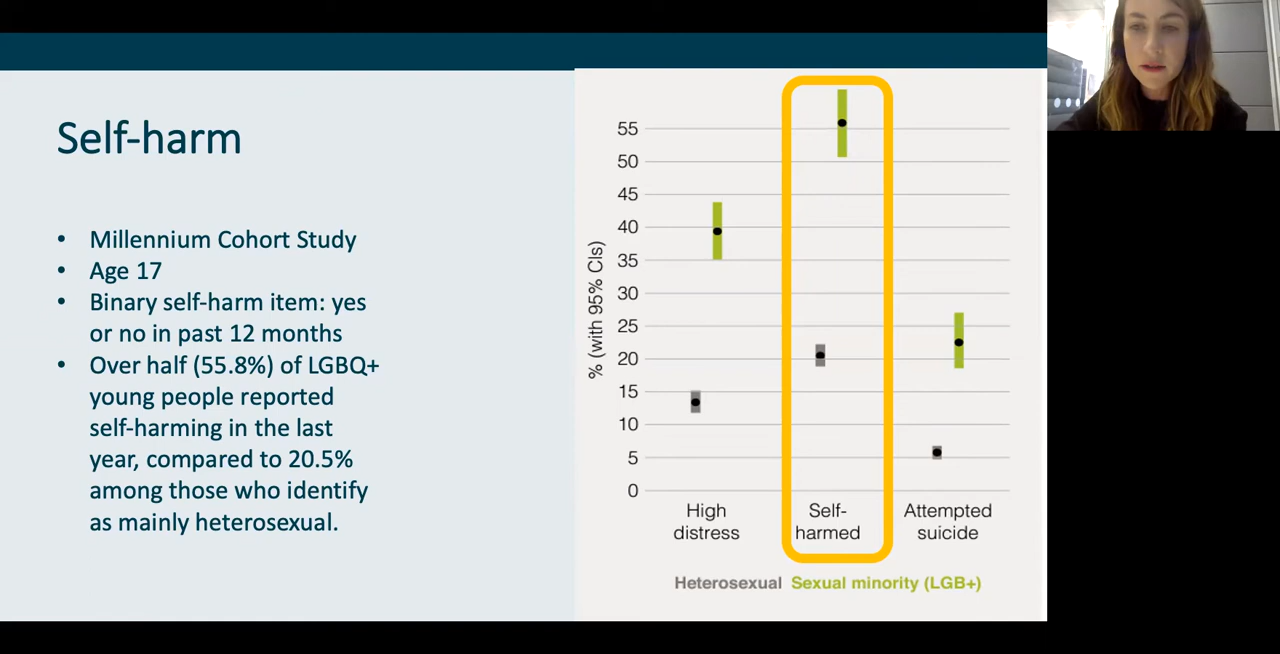 Self-harm
• Millennium Cohort Study
• Age 17
• Binary self-harm item: yes
or no in past 12 months
• Over half (55.8%) of LGBQ+
young people reported
self-harming in the last
year, compared to 20.5%
among those who identify
as mainly heterosexual.
% (with 95% CIs)
55
50
45
40
35
30
25
20
15
10
5
0
High
distress
Self-
harmed
Attempted
suicide
Heterosexual Sexual minority (LGB+)